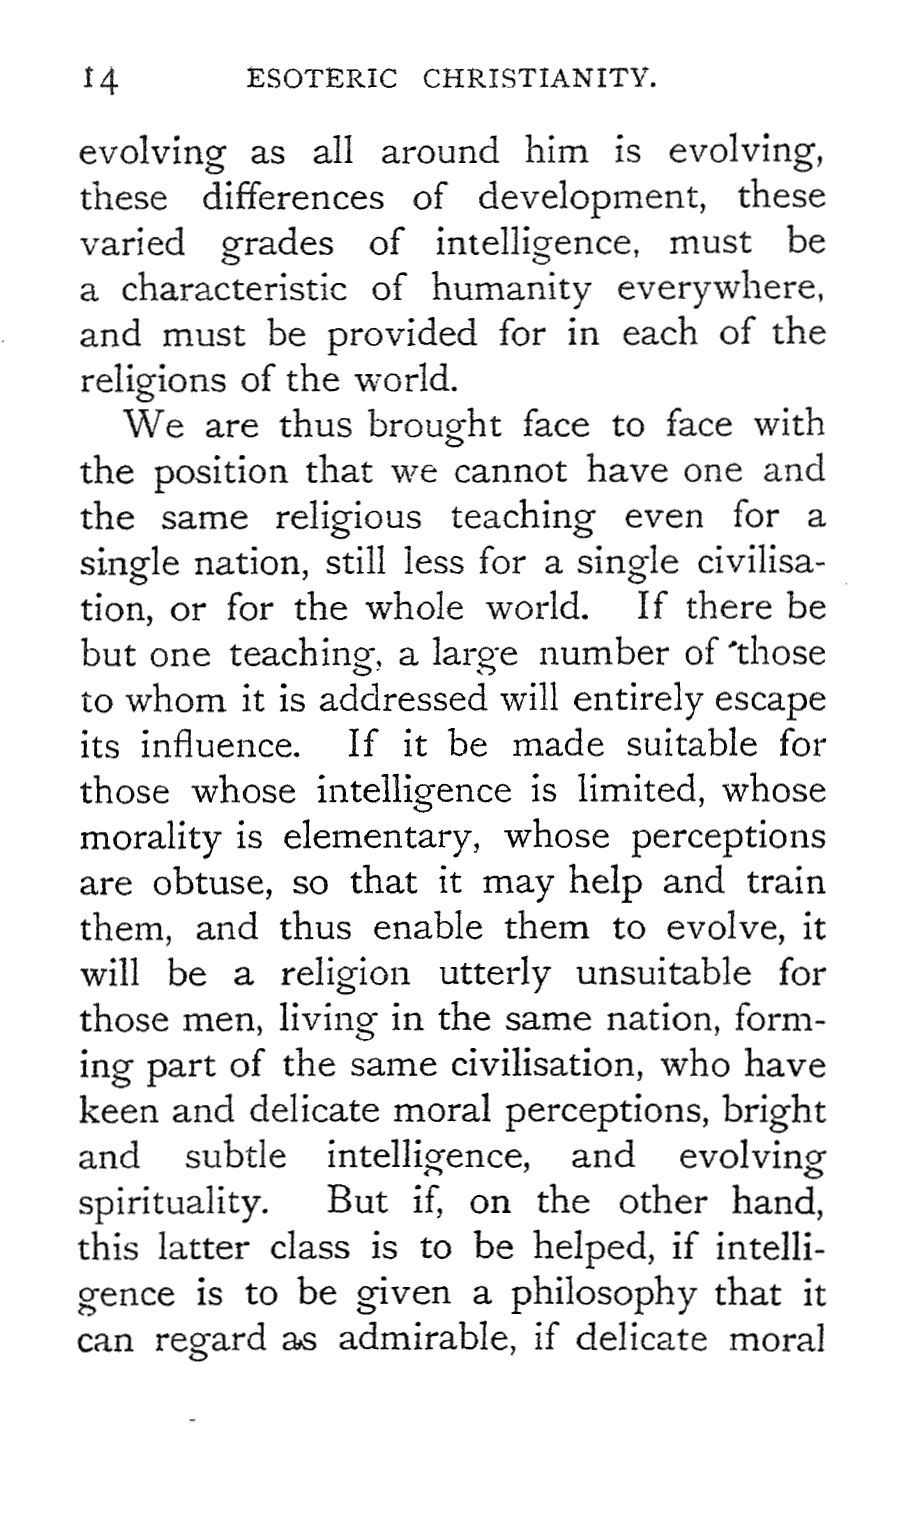 14 ESOTERIC CHRISTIANITY.
evolving as all around him is evolving,
these differences of development, these
varied grades of intelligence, must be
a characteristic of humanity everywhere,
and must be provided for in each of the
religions of the world.
We are thus brought face to face with
the position that we cannot have one and
the same religious teaching even for a
single nation, still less for a single civilisa-
tion, or for the whole world. If there be
but one teaching, a large number of those
to whom it is addressed will entirely escape
its influence. If it be made suitable for
those whose intelligence is limited, whose
morality is elementary, whose perceptions
are obtuse, so that it may help and train
them, and thus enable them to evolve, it
will be a religion utterly unsuitable for
those men, living in the same nation, form-
ing part of the same civilisation, who have
keen and delicate moral perceptions, bright
and subtle intelligence, and evolving
spirituality. But if, on the other hand,
this latter class is to be helped, if intelli-
gence is to be given a philosophy that it
can regard as admirable, if delicate moral